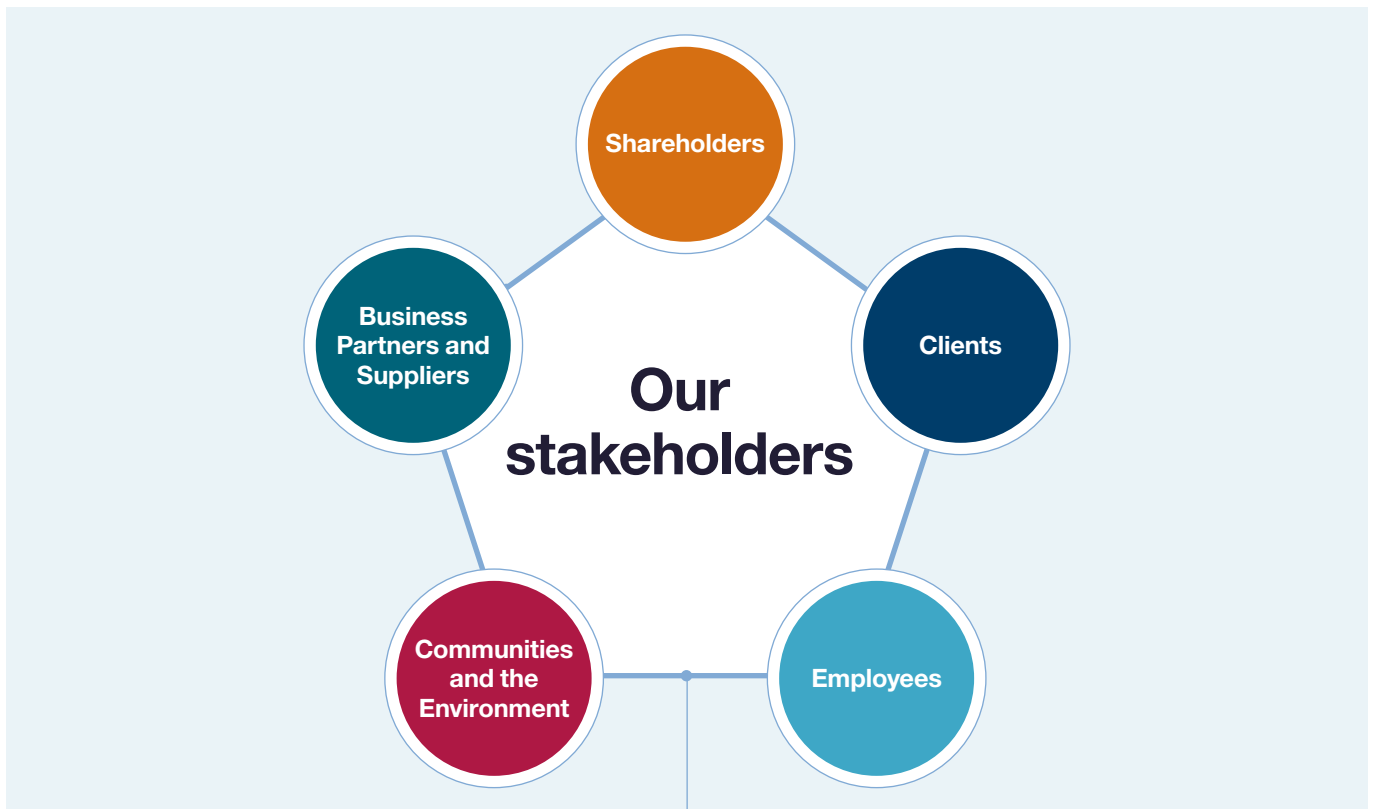 Shareholders
Business
Partners and
Suppliers
Clients
Our
stakeholders
Communities
and the
Environment
Employees